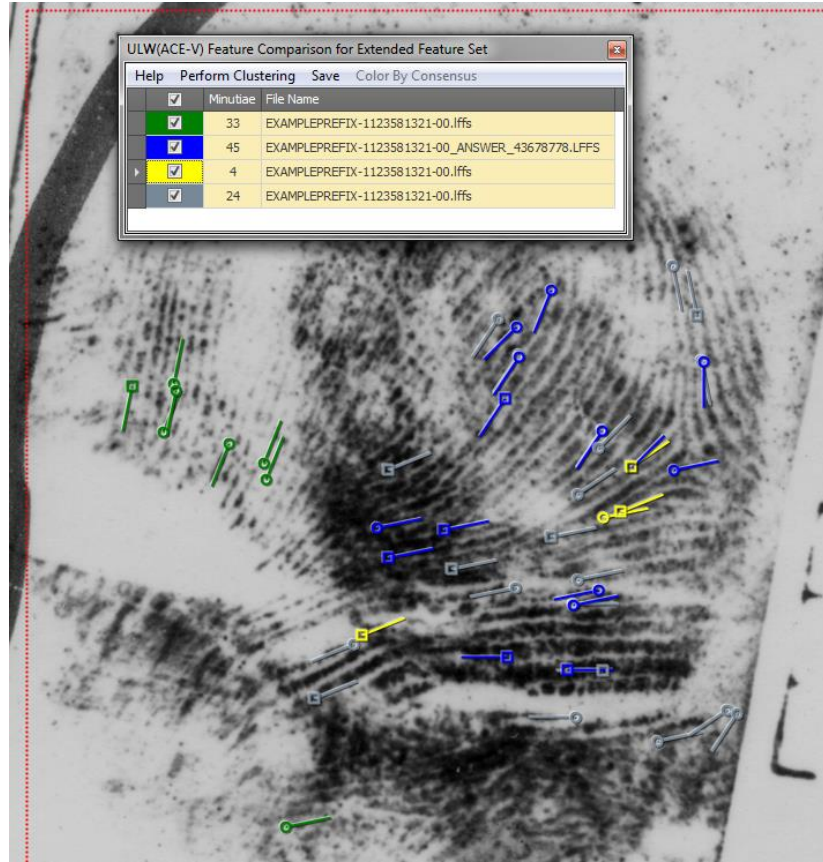 ULW(ACE-V) Feature Comparison for Extended Feature Set
Help Perform Clustering Save Color By Consensus
Minutiae File Name
33 EXAMPLEPREFIX-1123581321-00.lffs
45 EXAMPLEPREFIX-1123581321-00_ANSWER_43678778.LFFS
4 EXAMPLEPREFIX-1123581321-00.lffs
24 EXAMPLEPREFIX-1123581321-00.lffs